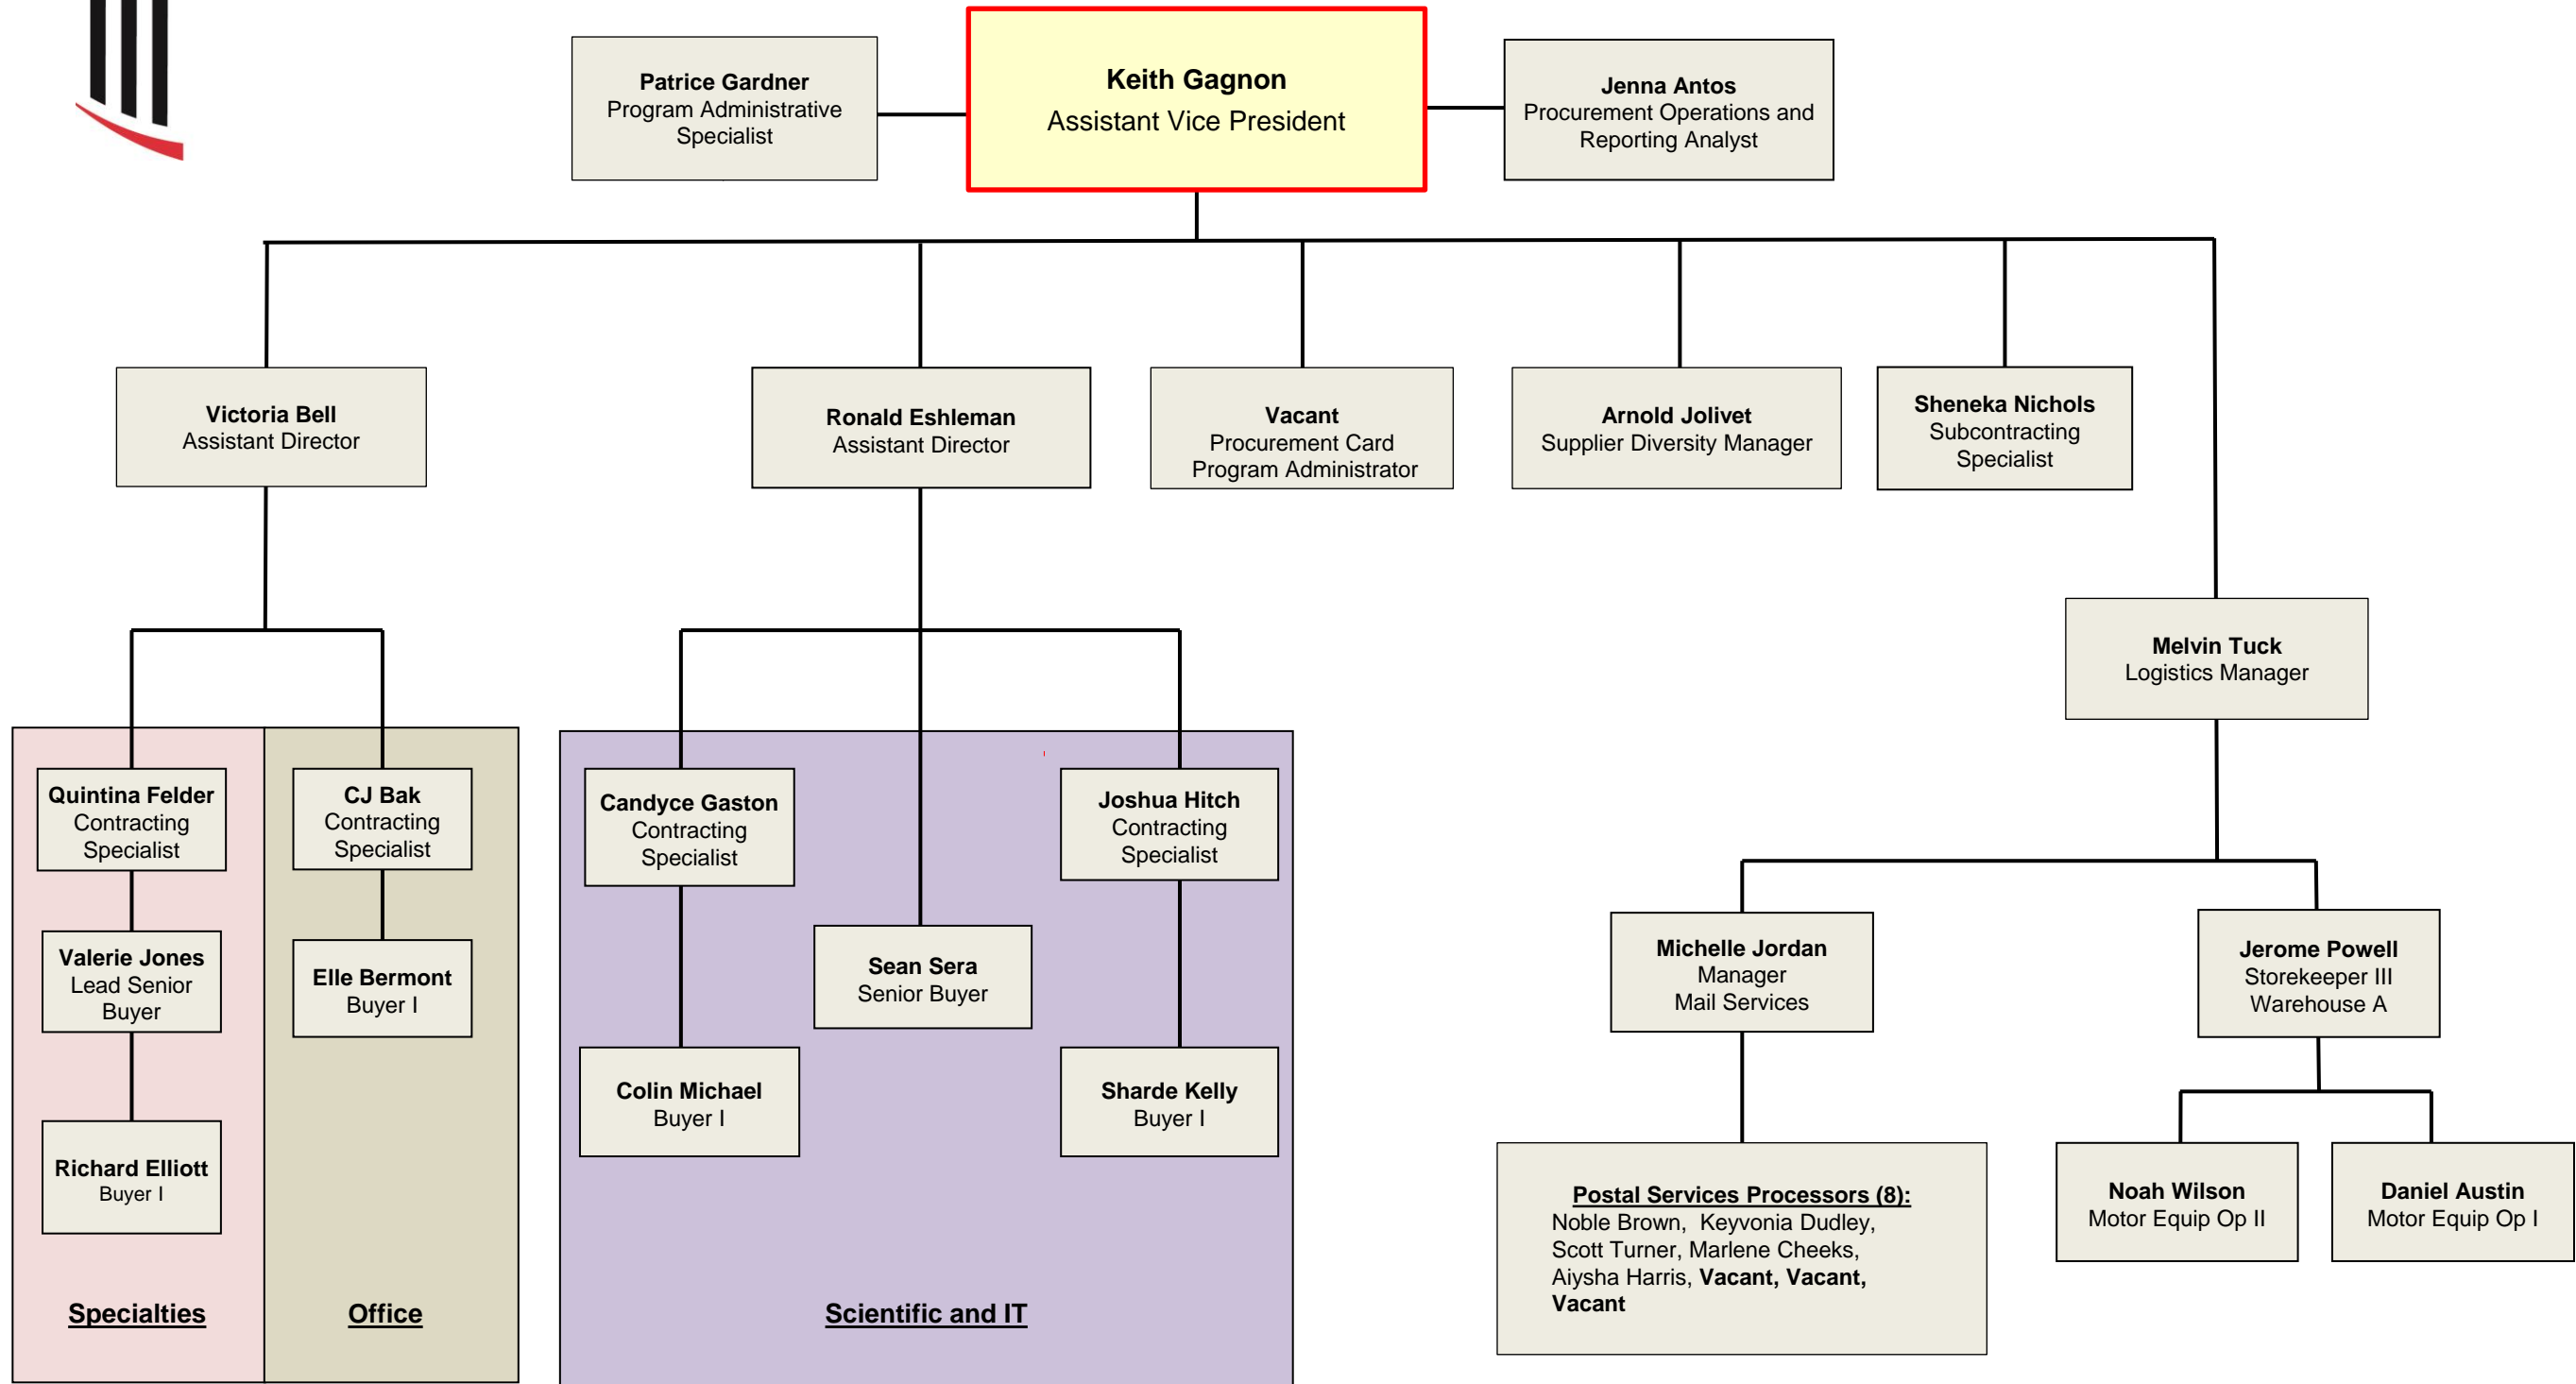 Patrice Gardner
Program Administrative
Specialist
Keith Gagnon
Assistant Vice President
Jenna Antos
Procurement Operations and
Reporting Analyst
Victoria Bell
Assistant Director
Ronald Eshleman
Assistant Director
Vacant
Procurement Card
Program Administrator
Arnold Jolivet
Supplier Diversity Manager
Sheneka Nichols
Subcontracting
Specialist
Melvin Tuck
Logistics Manager
Quintina Felder
Contracting
Specialist
CJ Bak
Contracting
Specialist
Candyce Gaston
Contracting
Specialist
Joshua Hitch
Contracting
Specialist
Valerie Jones
Lead Senior
Buyer
Elle Bermont
Buyer I
Sean Sera
Senior Buyer
Michelle Jordan
Manager
Mail Services
Jerome Powell
Storekeeper III
Warehouse A
Richard Elliott
Buyer I
Colin Michael
Buyer I
Sharde Kelly
Buyer I
Postal Services Processors (8):
Noble Brown,  Keyvonia Dudley,
Scott Turner, Marlene Cheeks,
Aiysha Harris, Vacant, Vacant,
Vacant
Noah Wilson
Motor Equip Op II
Daniel Austin
Motor Equip Op I
Specialties
Office
Scientific and IT